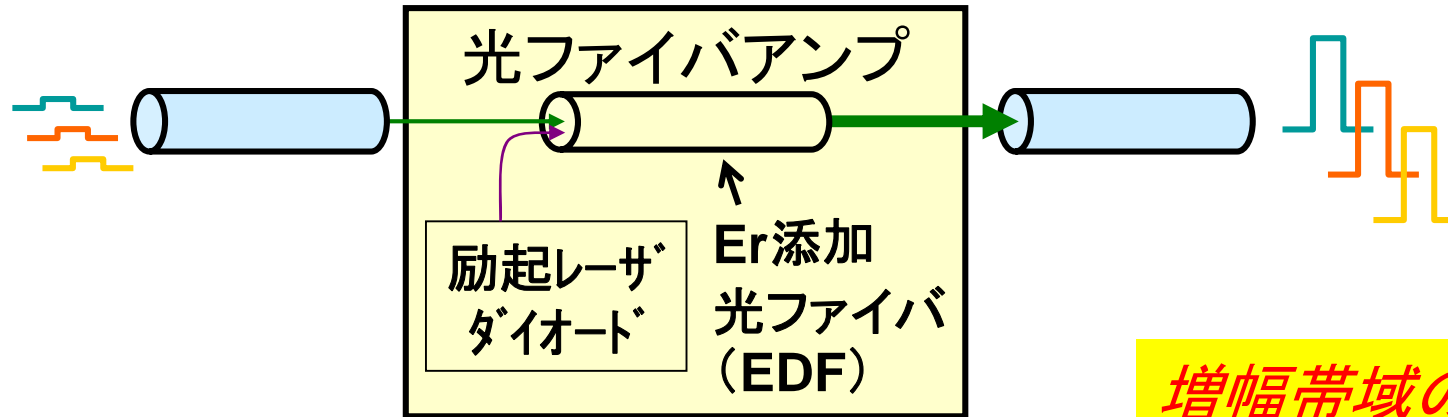 光ファイバアンプ
励起レーザ
ダイオード
Er添加
光ファイバ
（EDF）
増幅帯域の